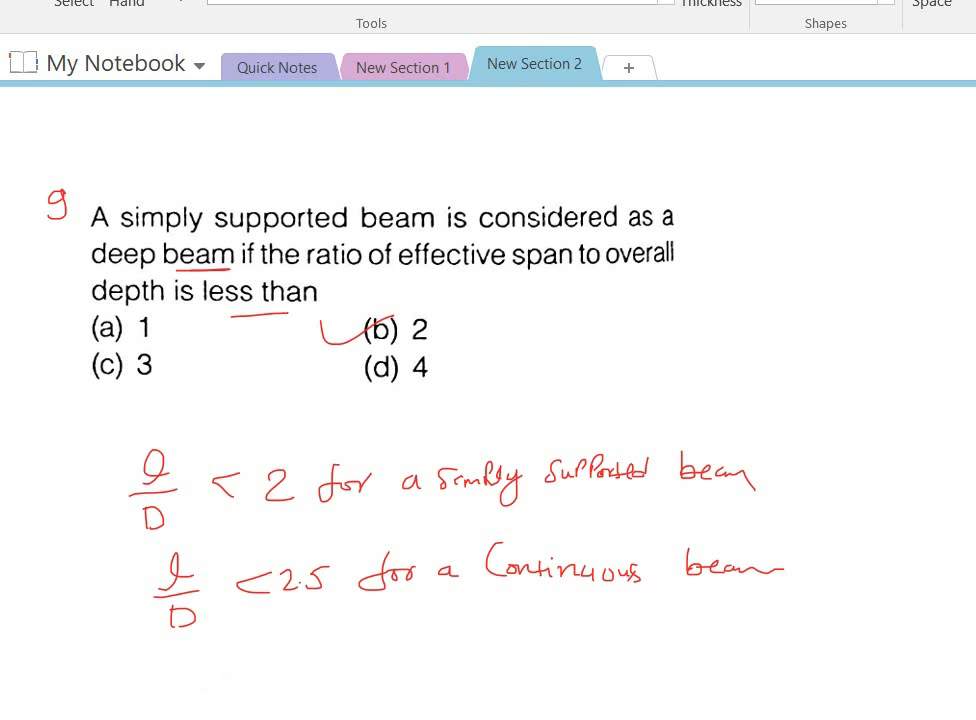 Select Hand Thickness Space
Tools Shapes
My Notebook Quick Notes New Section 1 New Section 2 +
9
A simply supported beam is considered as a
deep beam if the ratio of effective span to overall
depth is less than
(a) 1 (b) 2
(c) 3 (d) 4
l/D < 2 for a simply supported beam
l/D < 2.5 for a Continuous beam